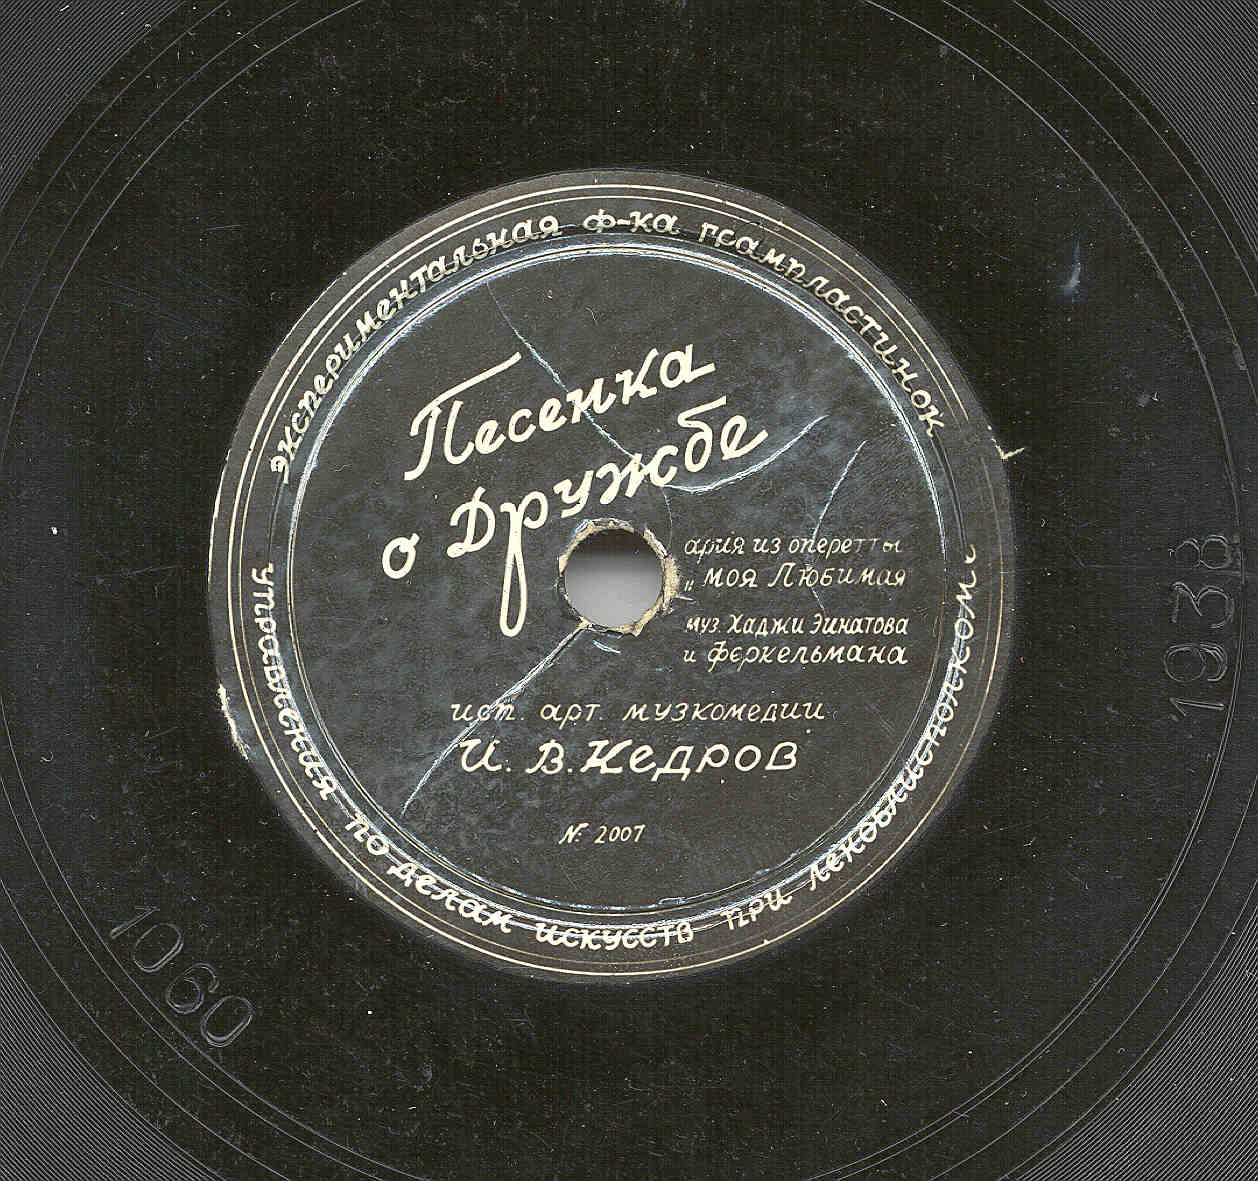 экспериментальная ф-ка грампластинок
Песенка
о Дружбе
ария из оперетты
„Моя Любимая
муз Хаджи Эйнатова
и Феркельмана
исп. арт. музкомедии
И. В. Кедров
№ 2007
управления по делам искусств при леноблисполком.
1938
1060